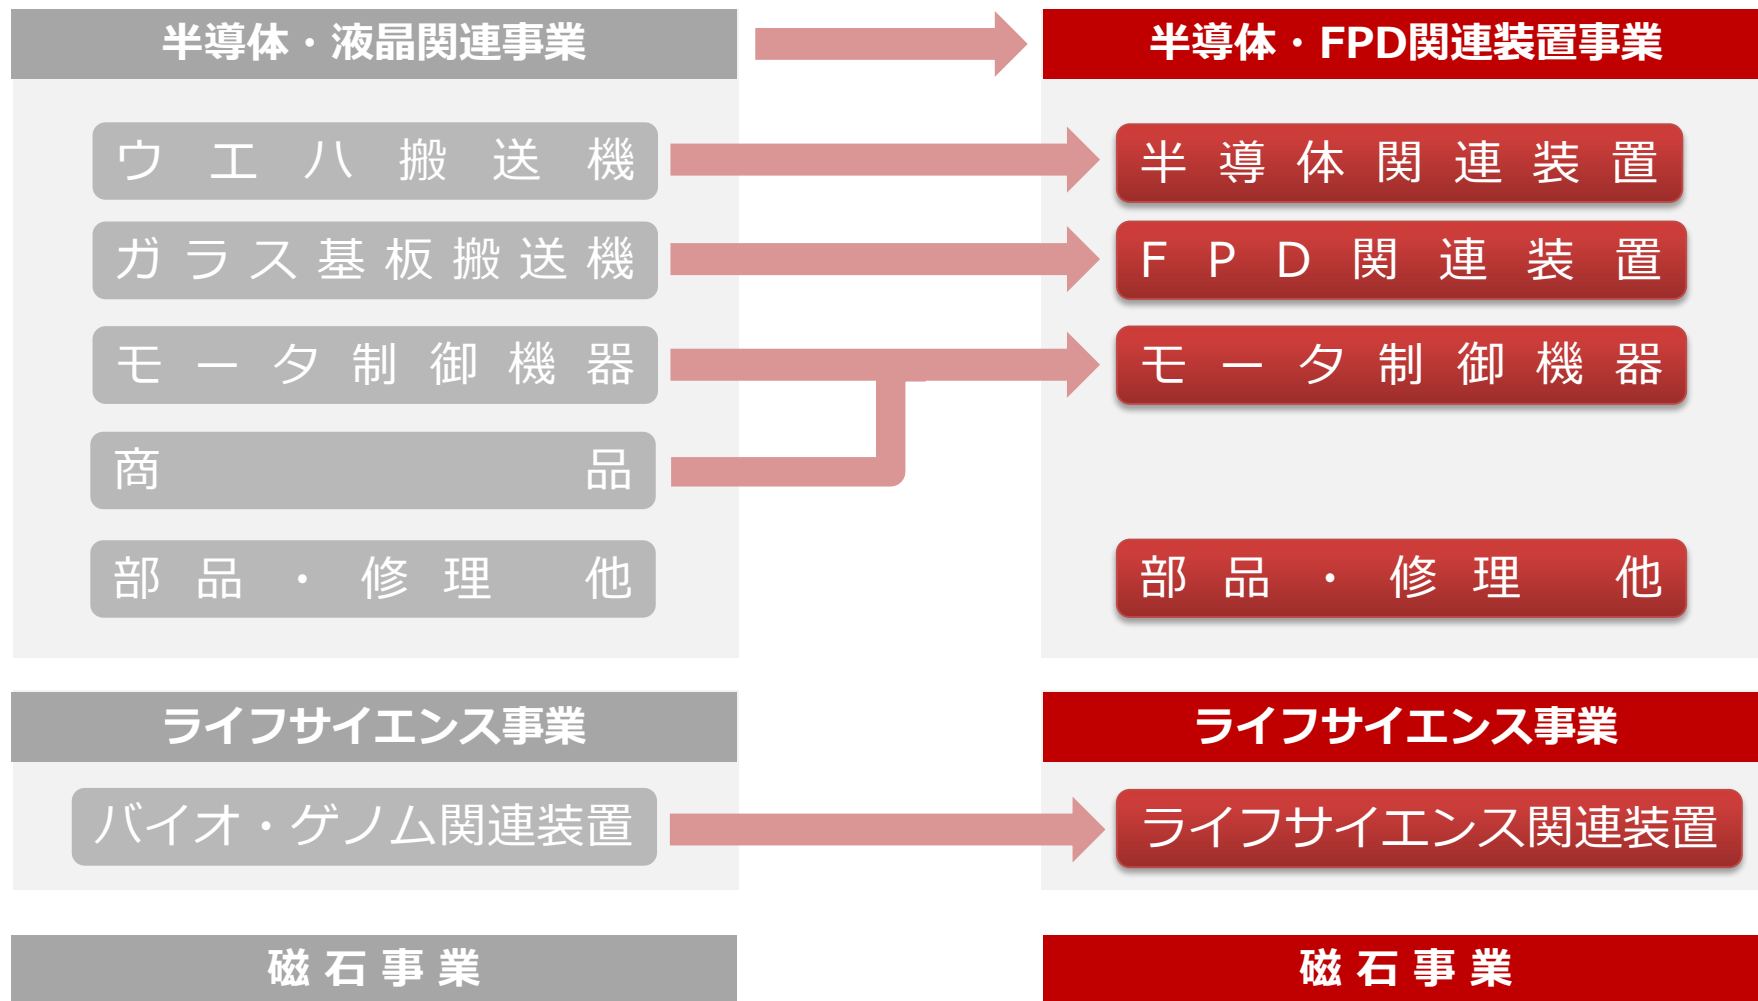 半導体・液晶関連事業
ウエハ搬送機
ガラス基板搬送機
モータ制御機器
商品
部品・修理 他
半導体・FPD関連装置事業
半導体関連装置
FPD関連装置
モータ制御機器
部品・修理 他
ライフサイエンス事業
バイオ・ゲノム関連装置
ライフサイエンス事業
ライフサイエンス関連装置
磁石事業
磁石事業